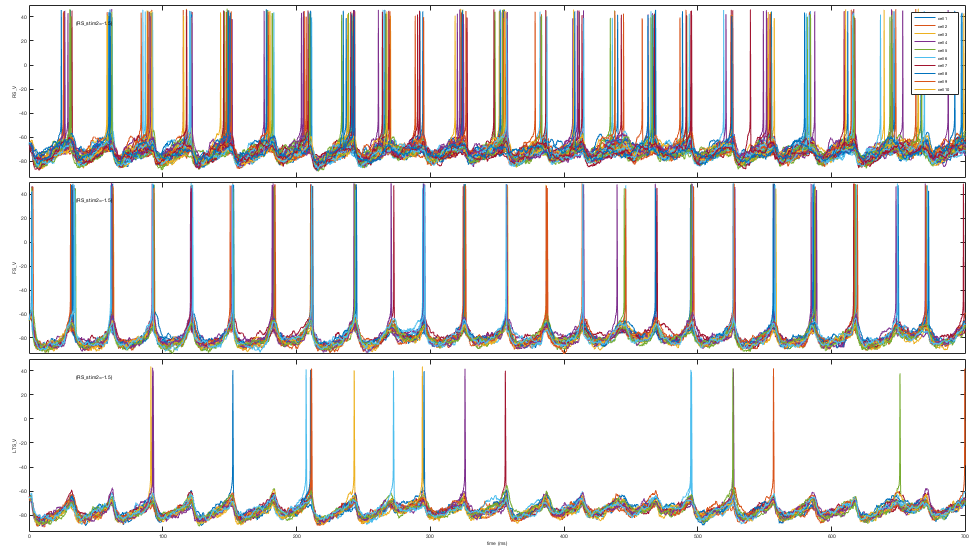 40
20
0
-20
-40
-60
-80
RS_V
(RS_stim2=-1.5)
cell 1
cell 2
cell 3
cell 4
cell 5
cell 6
cell 7
cell 8
cell 9
cell 10
40
20
0
-20
-40
-60
-80
FS_V
(RS_stim2=-1.5)
40
20
0
-20
-40
-60
-80
LTS_V
(RS_stim2=-1.5)
0 100 200 300 400 500 600 700
time (ms)